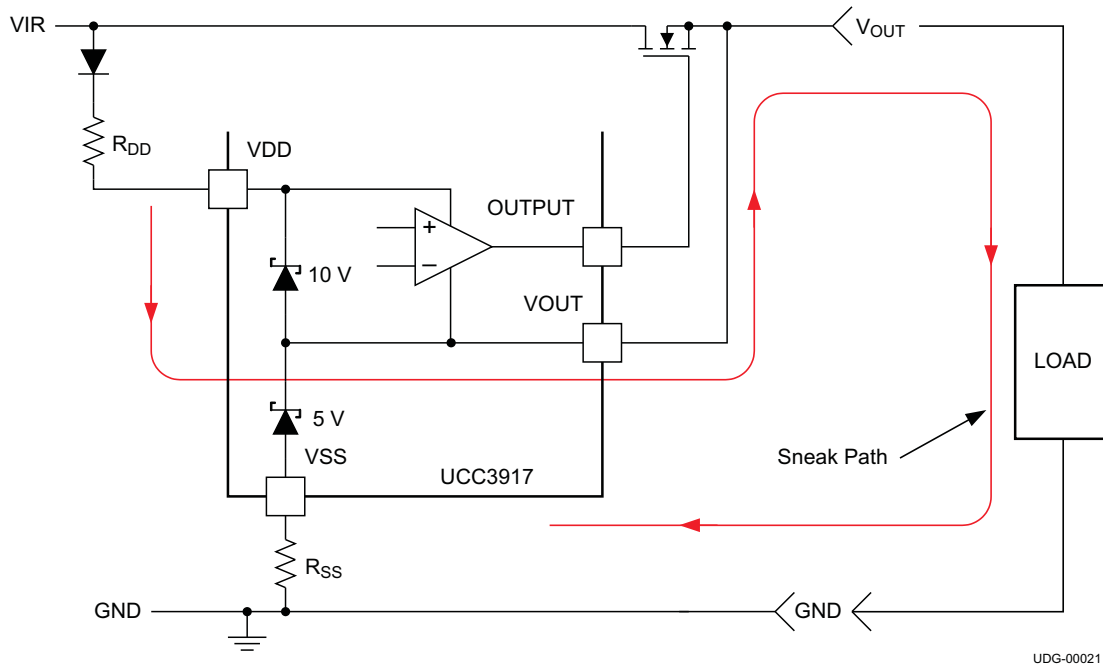 VIR
VOUT
RDD
VDD
OUTPUT
+
−
10 V
VOUT
LOAD
5 V
VSS
Sneak Path
UCC3917
RSS
GND
GND
UDG-00021